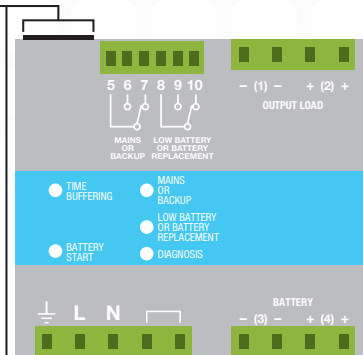 5 6 7 8 9 10
− (1) − + (2) +
OUTPUT LOAD
MAINS
OR
BACKUP
LOW BATTERY
OR BATTERY
REPLACEMENT
TIME
BUFFERING
MAINS
OR
BACKUP
LOW BATTERY
OR BATTERY
REPLACEMENT
BATTERY
START
DIAGNOSIS
L N
BATTERY
− (3) − + (4) +